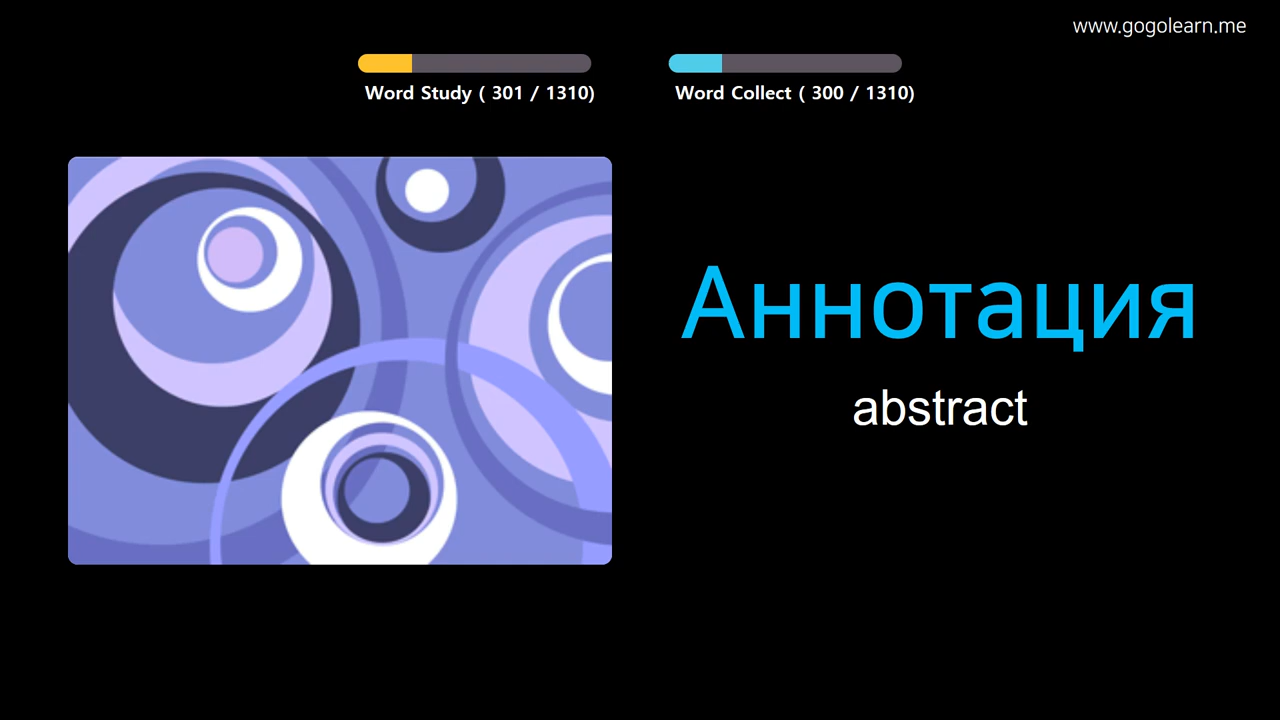 www.gogolearn.me
Word Study ( 301 / 1310)
Word Collect ( 300 / 1310)
Аннотация
abstract